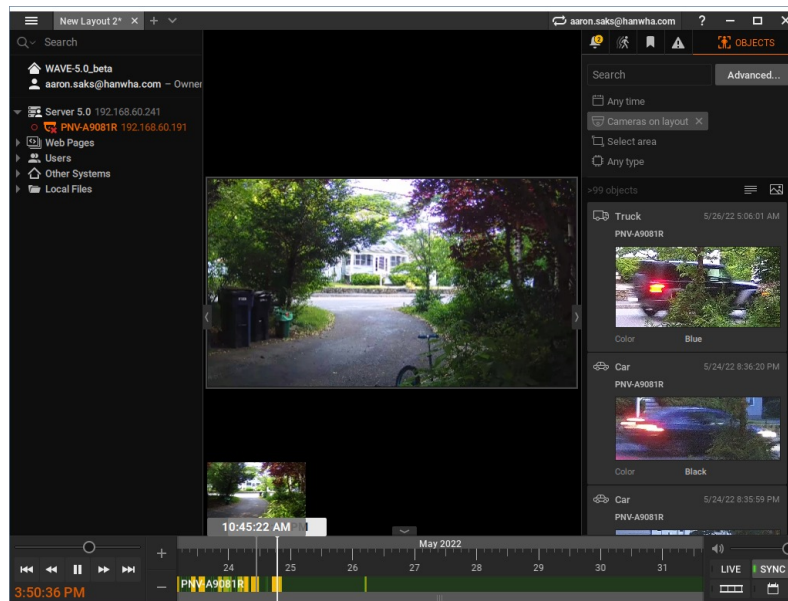 New Layout 2*
aaron.saks@hanwha.com
?
Search
WAVE-5.0_beta
aaron.saks@hanwha.com – Owner
Server 5.0 192.168.60.241
PNV-A9081R 192.168.60.191
Web Pages
Users
Other Systems
Local Files
2
OBJECTS
Search
Advanced...
Any time
Cameras on layout
Select area
Any type
>99 objects
Truck 5/26/22 5:06:01 AM
PNV-A9081R
Color Blue
Car 5/24/22 8:36:20 PM
PNV-A9081R
Color Black
Car 5/24/22 8:35:59 PM
PNV-A9081R
10:45:22 AM
May 2022
24 25 26 27 28 29 30 31
PNV-A9081R
3:50:36 PM
LIVE
SYNC